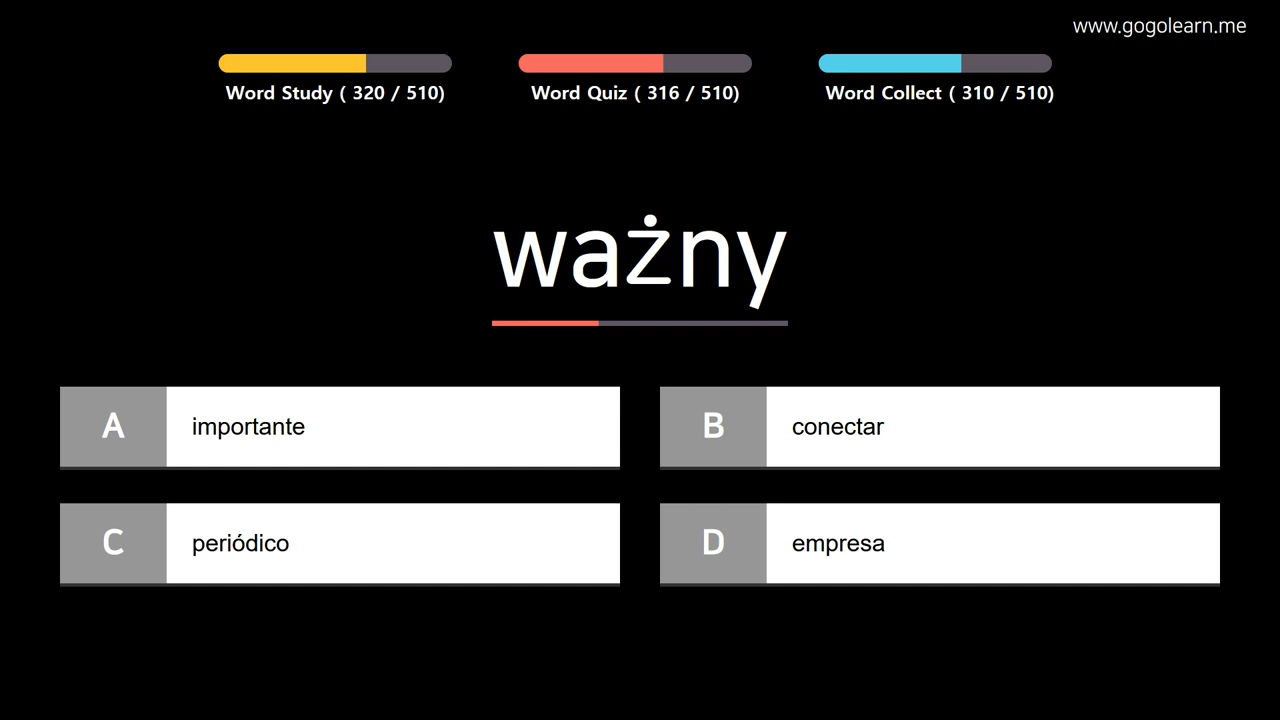 www.gogolearn.me
Word Study ( 320 / 510)
Word Quiz ( 316 / 510)
Word Collect ( 310 / 510)
ważny
A importante
B conectar
C periódico
D empresa